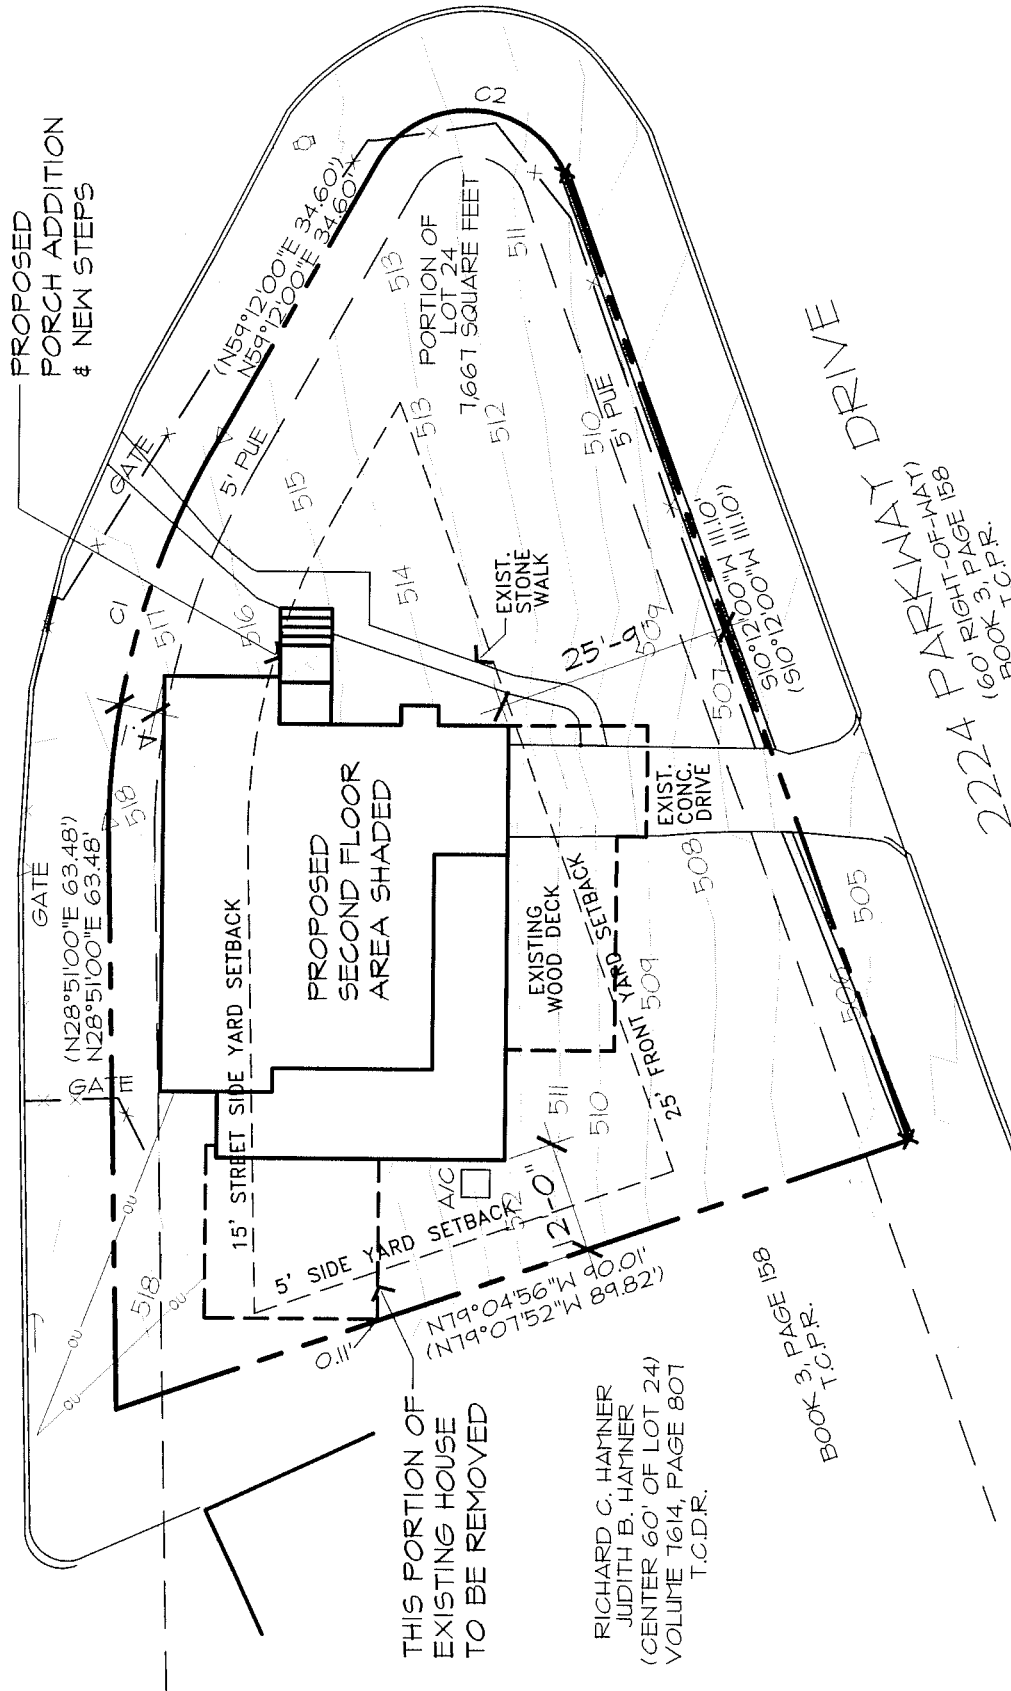 PROPOSED
PORCH ADDITION
& NEW STEPS
C2
(N59°12'00"E 34.60')
N59°12'00"E 34.60'
GATE
5' PUE
513
PORTION OF
LOT 24
7,667 SQUARE FEET
511
513
512
510
5' PUE
515
514
516
C1
517
EXIST.
STONE
WALK
25'-9"
509
507
S10°12'00"W 111.10'
(S10°12'00"W 111.10')
2224 PARKWAY DRIVE
(60' RIGHT-OF-WAY)
BOOK 3, PAGE 158
T.C.P.R.
518
GATE
(N28°51'00"E 63.48')
N28°51'00"E 63.48'
GATE
PROPOSED
SECOND FLOOR
AREA SHADED
15' STREET SIDE YARD SETBACK
EXISTING
WOOD DECK
EXIST.
CONC.
DRIVE
508
25' FRONT YARD SETBACK
509
505
506
511
510
512
A/C
5' SIDE YARD SETBACK
12'-0"
OU
OU
OU
OU
518
0.11'
N79°04'56"W 90.01'
(N79°07'52"W 89.82')
THIS PORTION OF
EXISTING HOUSE
TO BE REMOVED
RICHARD C. HAMNER
JUDITH B. HAMNER
(CENTER 60' OF LOT 24)
VOLUME 7614, PAGE 807
T.C.D.R.
BOOK 3, PAGE 158
T.C.P.R.